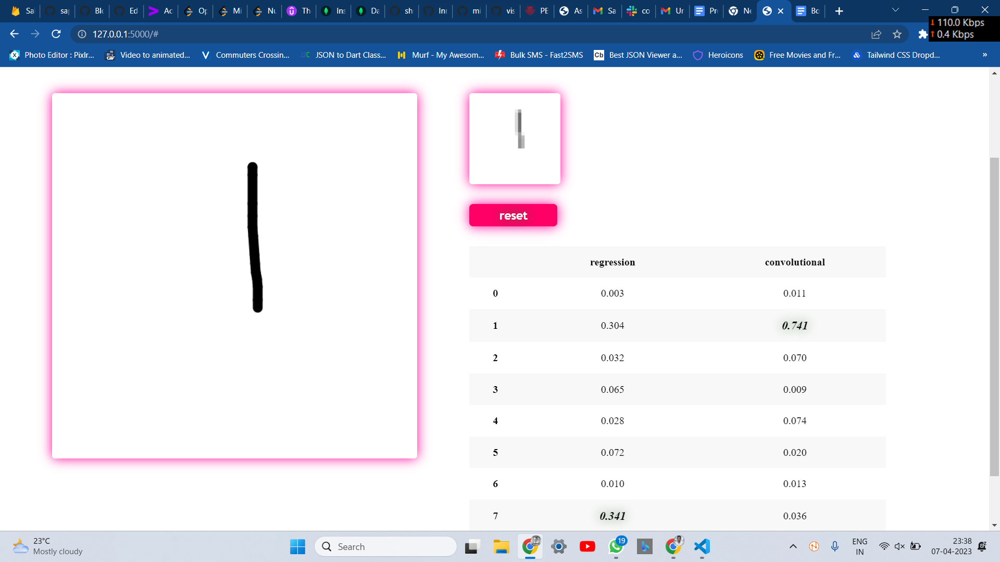 Sa
sa
Blo
Ed
Ac
Op
Mi
Nu
Th
Ins
Da
sh
Inr
mi
vis
PE
As
Sa
co
Ur
Pro
Ne
Bo
110.0 Kbps
0.4 Kbps
127.0.0.1:5000/#
Photo Editor : Pixlr...
Video to animated...
Commuters Crossin...
JSON to Dart Class...
Murf - My Awesom...
Bulk SMS - Fast2SMS
Cb Best JSON Viewer a...
Heroicons
Free Movies and Fr...
Tailwind CSS Dropd...
»
reset
regression convolutional
0 0.003 0.011
1 0.304 0.741
2 0.032 0.070
3 0.065 0.009
4 0.028 0.074
5 0.072 0.020
6 0.010 0.013
7 0.341 0.036
23°C
Mostly cloudy
Search
19
ENG
IN
23:38
07-04-2023